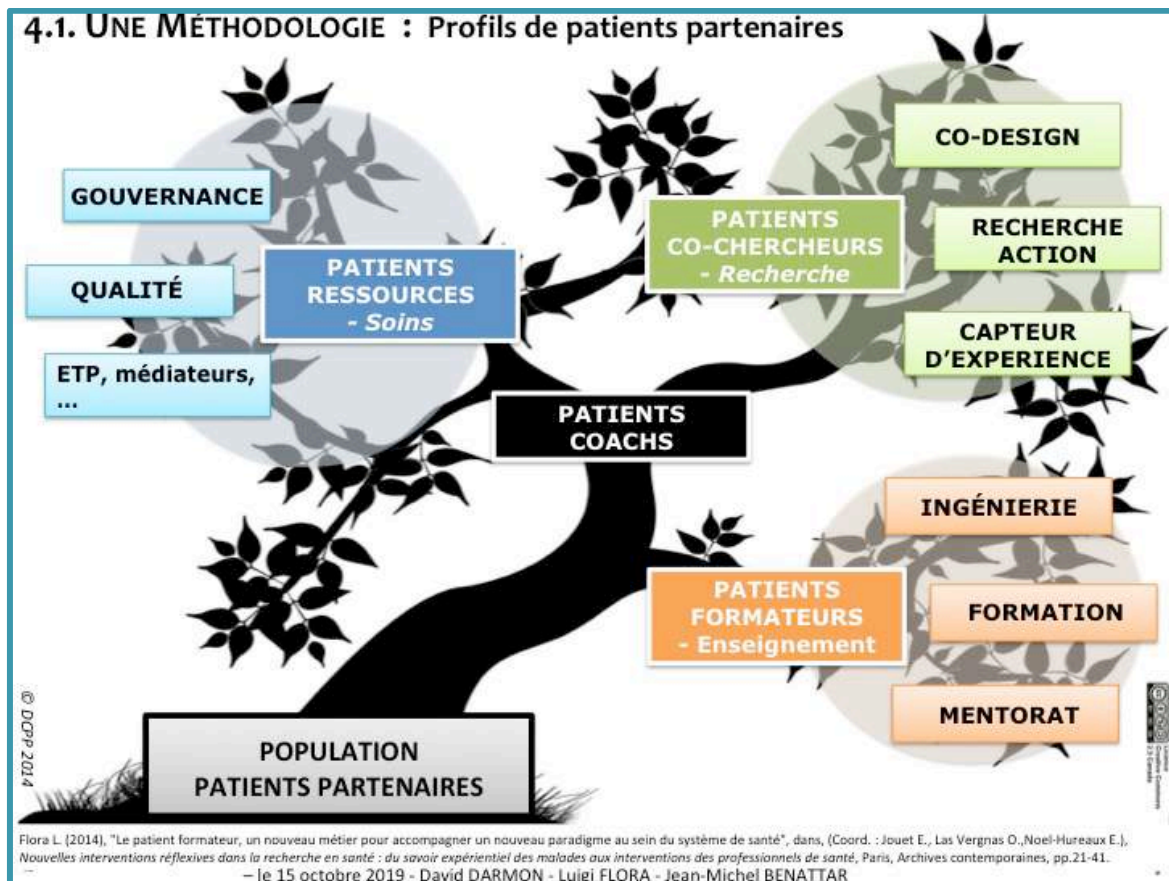 4.1. UNE MÉTHODOLOGIE : Profils de patients partenaires
GOUVERNANCE
QUALITÉ
ETP, médiateurs,
...
PATIENTS
RESSOURCES
- Soins
PATIENTS
CO-CHERCHEURS
- Recherche
CO-DESIGN
RECHERCHE
ACTION
CAPTEUR
D'EXPERIENCE
PATIENTS
COACHS
INGÉNIERIE
PATIENTS
FORMATEURS
- Enseignement
FORMATION
MENTORAT
POPULATION
PATIENTS PARTENAIRES
© DCPP 2014
Creative Commons
Flora L. (2014), "Le patient formateur, un nouveau métier pour accompagner un nouveau paradigme au sein du système de santé", dans, (Coord. : Jouet E., Las Vergnas O.,Noel-Hureaux E.),
Nouvelles interventions réflexives dans la recherche en santé : du savoir expérientiel des malades aux interventions des professionnels de santé, Paris, Archives contemporaines, pp.21-41.
– le 15 octobre 2019 - David DARMON - Luigi FLORA - Jean-Michel BENATTAR